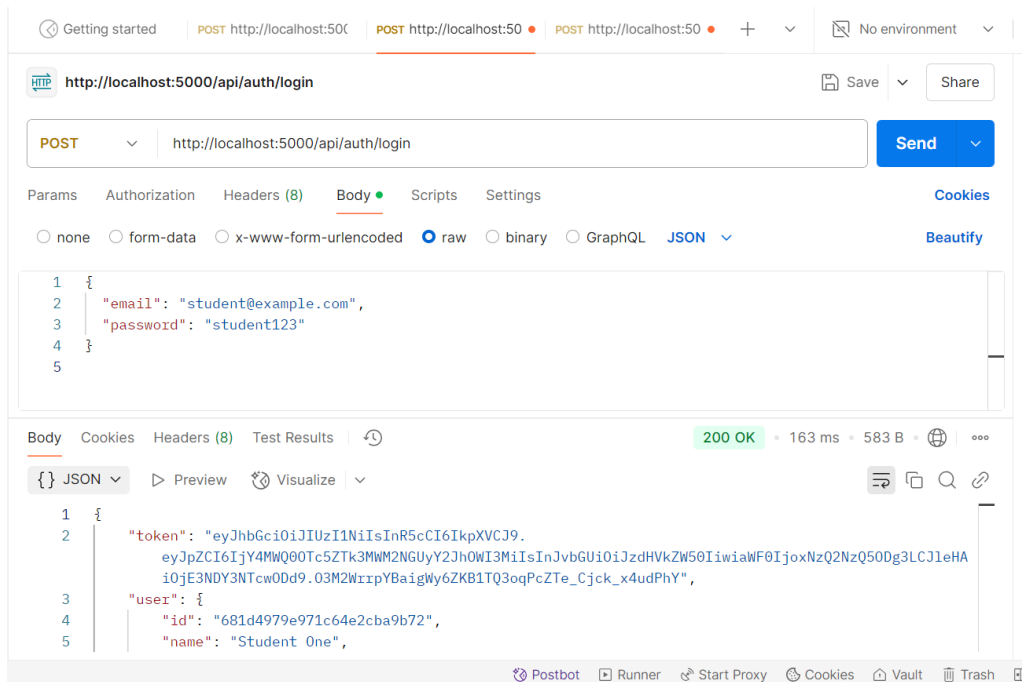 Getting started POST http://localhost:500 POST http://localhost:50 POST http://localhost:50 No environment
HTTP http://localhost:5000/api/auth/login Save Share
POST http://localhost:5000/api/auth/login Send
Params Authorization Headers (8) Body Scripts Settings Cookies
none form-data x-www-form-urlencoded raw binary GraphQL JSON Beautify
1 {
2 "email": "student@example.com",
3 "password": "student123"
4 }
5
Body Cookies Headers (8) Test Results 200 OK • 163 ms • 583 B •
{} JSON Preview Visualize
1 {
2 "token": "eyJhbGciOiJIUzI1NiIsInR5cCI6IkpXVCJ9.
eyJpZCI6IjY4MWQ0OTc5ZTk3MWM2NGUyY2JhOWI3MiIsInJvbGUiOiJzdHVkZW50IiwiaWF0IjoxNzQ2NzQ5ODg3LCJleHA
iOjE3NDY3NTcwODd9.O3M2WrrpYBaigWy6ZKB1TQ3oqPcZTe_Cjck_x4udPhY",
3 "user": {
4 "id": "681d4979e971c64e2cba9b72",
5 "name": "Student One",
Postbot Runner Start Proxy Cookies Vault Trash